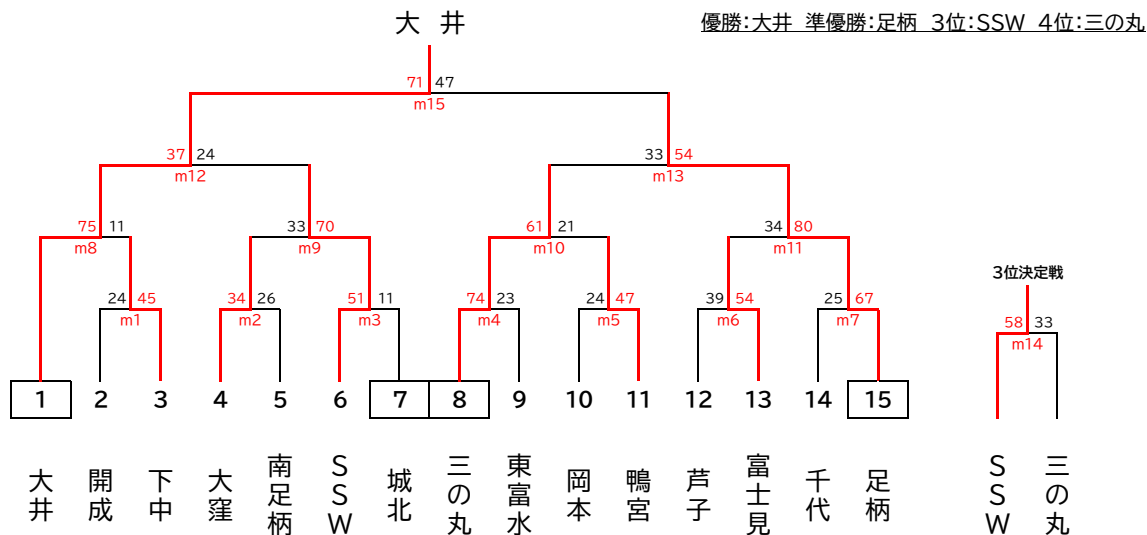 大 井
優勝:大井 準優勝:足柄 3位:SSW 4位:三の丸
71 47
m15
37 24
m12
33 54
m13
75 11
m8
33 70
m9
61 21
m10
34 80
m11
3位決定戦
24 45
m1
34 26
m2
51 11
m3
74 23
m4
24 47
m5
39 54
m6
25 67
m7
58 33
m14
1 2 3 4 5 6 7 8 9 10 11 12 13 14 15
大井
開成
下中
大窪
南足柄
SSW
城北
三の丸
東富水
岡本
鴨宮
芦子
富士見
千代
足柄
SSW
三の丸